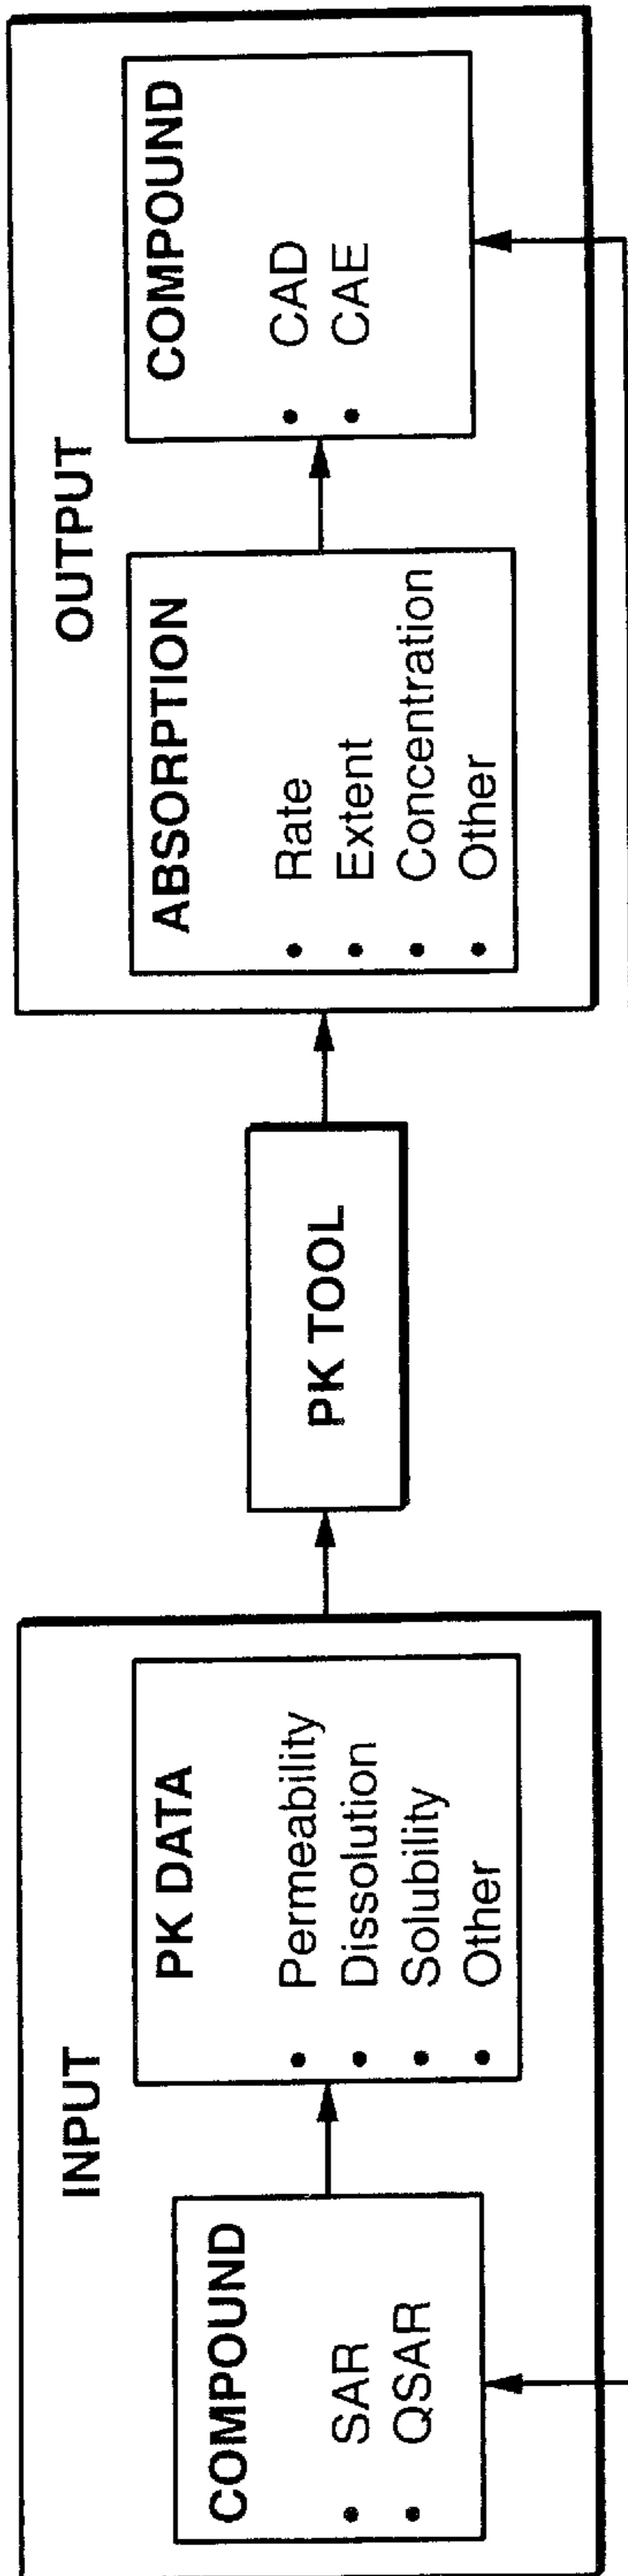 INPUT
COMPOUND
• SAR
• QSAR
PK DATA
• Permeability
• Dissolution
• Solubility
• Other
PK TOOL
OUTPUT
ABSORPTION
• Rate
• Extent
• Concentration
• Other
COMPOUND
• CAD
• CAE